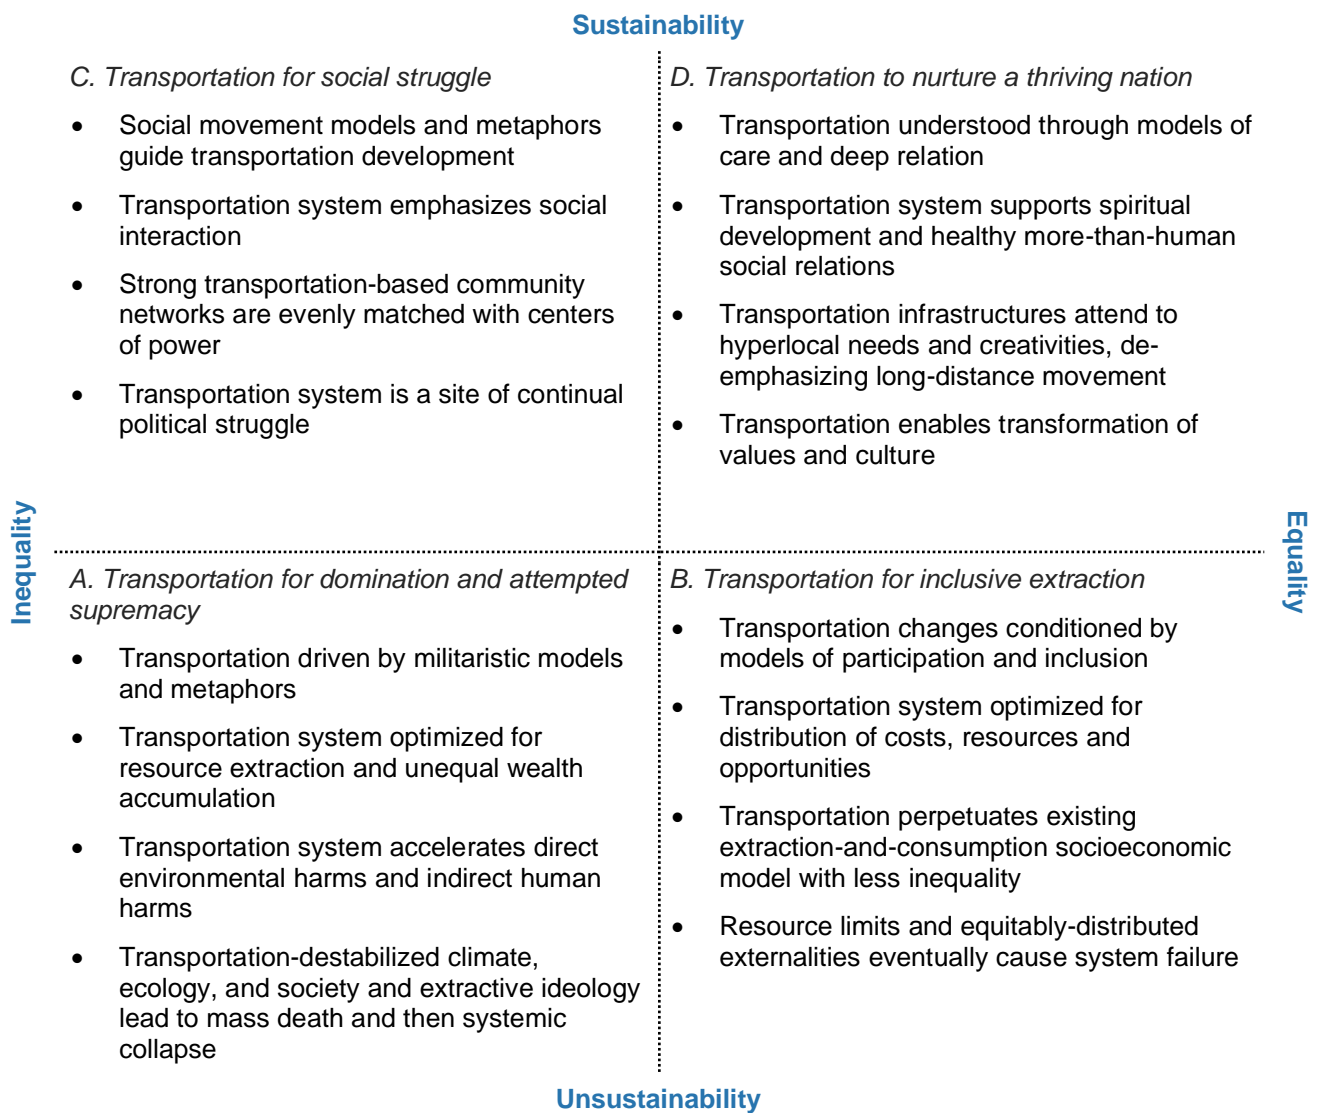 Sustainability
C. Transportation for social struggle
• Social movement models and metaphors
guide transportation development
• Transportation system emphasizes social
interaction
• Strong transportation-based community
networks are evenly matched with centers
of power
• Transportation system is a site of continual
political struggle
D. Transportation to nurture a thriving nation
• Transportation understood through models of
care and deep relation
• Transportation system supports spiritual
development and healthy more-than-human
social relations
• Transportation infrastructures attend to
hyperlocal needs and creativities, de-
emphasizing long-distance movement
• Transportation enables transformation of
values and culture
Inequality
Equality
A. Transportation for domination and attempted
supremacy
• Transportation driven by militaristic models
and metaphors
• Transportation system optimized for
resource extraction and unequal wealth
accumulation
• Transportation system accelerates direct
environmental harms and indirect human
harms
• Transportation-destabilized climate,
ecology, and society and extractive ideology
lead to mass death and then systemic
collapse
B. Transportation for inclusive extraction
• Transportation changes conditioned by
models of participation and inclusion
• Transportation system optimized for
distribution of costs, resources and
opportunities
• Transportation perpetuates existing
extraction-and-consumption socioeconomic
model with less inequality
• Resource limits and equitably-distributed
externalities eventually cause system failure
Unsustainability